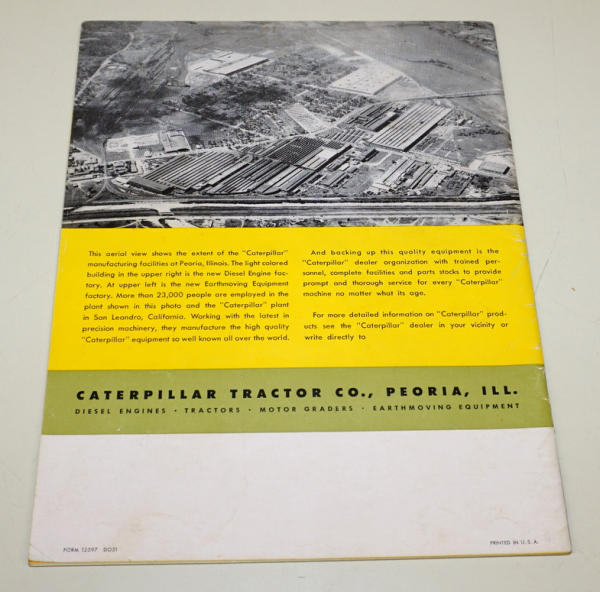 This aerial view shows the extent of the "Caterpillar"
manufacturing facilities at Peoria, Illinois. The light colored
building in the upper right is the new Diesel Engine fac-
tory. At upper left is the new Earthmoving Equipment
factory. More than 23,000 people are employed in the
plant shown in this photo and the "Caterpillar" plant
in San Leandro, California. Working with the latest in
precision machinery, they manufacture the high quality
"Caterpillar" equipment so well known all over the world.
And backing up this quality equipment is the
"Caterpillar" dealer organization with trained per-
sonnel, complete facilities and parts stocks to provide
prompt and thorough service for every "Caterpillar"
machine no matter what its age.
For more detailed information on "Caterpillar" prod-
ucts see the "Caterpillar" dealer in your vicinity or
write directly to
CATERPILLAR TRACTOR CO., PEORIA, ILL.
DIESEL ENGINES · TRACTORS · MOTOR GRADERS · EARTHMOVING EQUIPMENT
FORM 12597 DO31
PRINTED IN U. S. A.